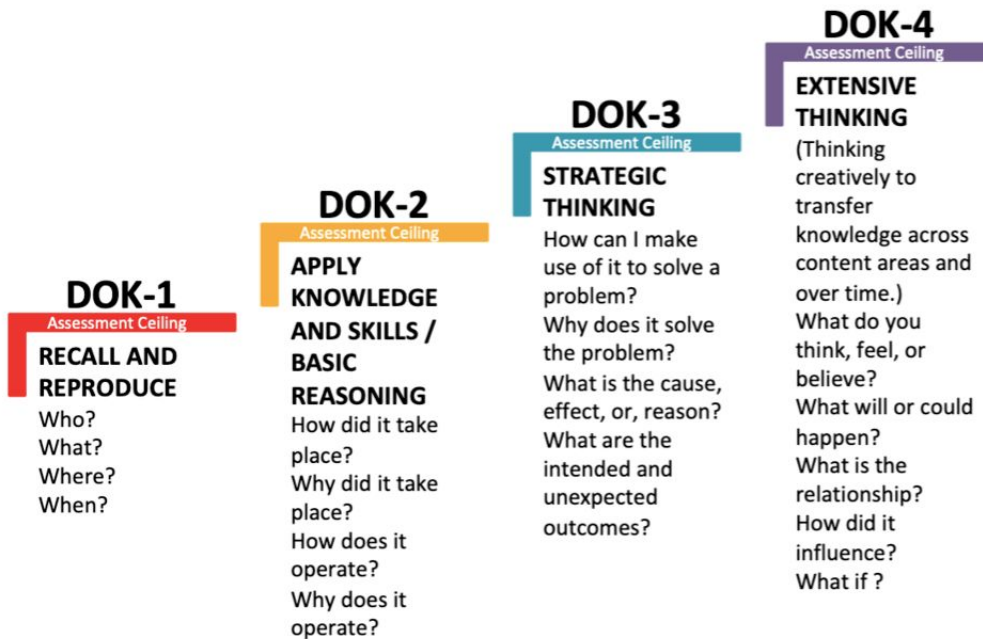 DOK-1
Assessment Ceiling
RECALL AND
REPRODUCE
Who?
What?
Where?
When?
DOK-2
Assessment Ceiling
APPLY
KNOWLEDGE
AND SKILLS /
BASIC
REASONING
How did it take
place?
Why did it take
place?
How does it
operate?
Why does it
operate?
DOK-3
Assessment Ceiling
STRATEGIC
THINKING
How can I make
use of it to solve a
problem?
Why does it solve
the problem?
What is the cause,
effect, or, reason?
What are the
intended and
unexpected
outcomes?
DOK-4
Assessment Ceiling
EXTENSIVE
THINKING
(Thinking
creatively to
transfer
knowledge across
content areas and
over time.)
What do you
think, feel, or
believe?
What will or could
happen?
What is the
relationship?
How did it
influence?
What if ?